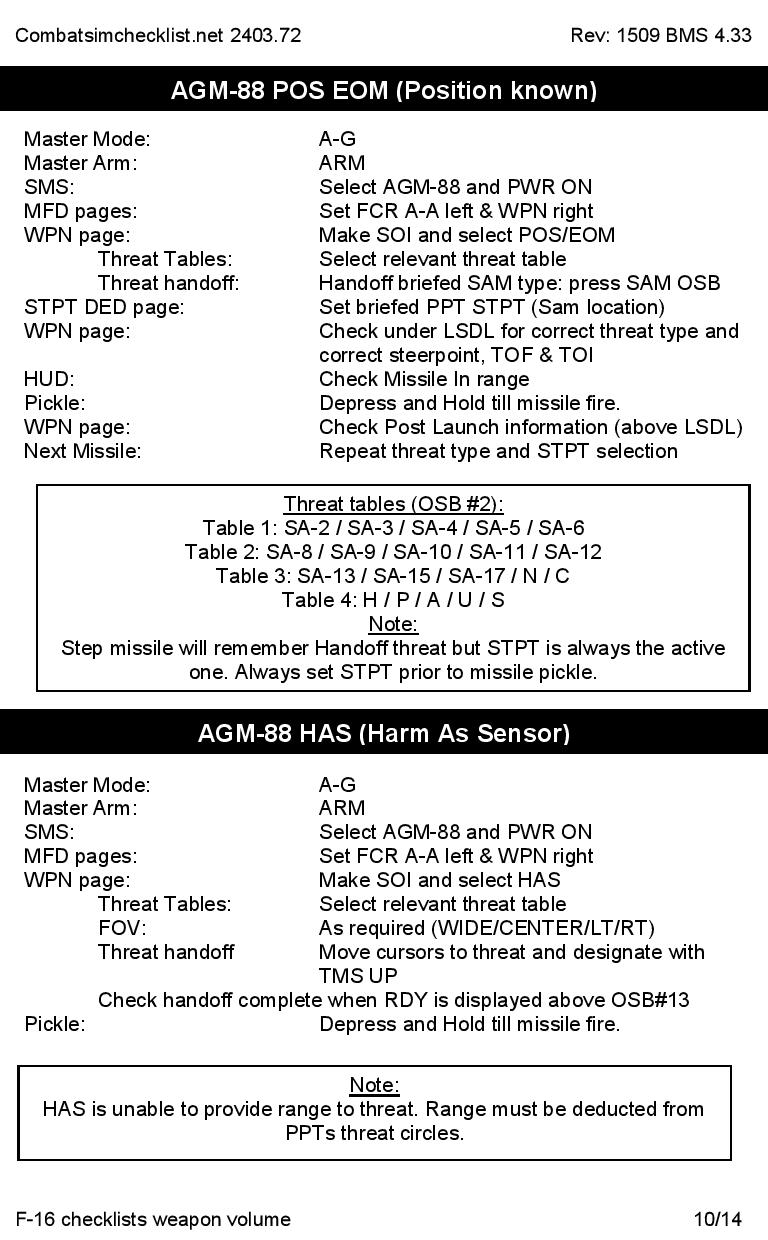 Combatsimchecklist.net 2403.72 Rev: 1509 BMS 4.33
AGM-88 POS EOM (Position known)
Master Mode: A-G
Master Arm: ARM
SMS: Select AGM-88 and PWR ON
MFD pages: Set FCR A-A left & WPN right
WPN page: Make SOI and select POS/EOM
Threat Tables: Select relevant threat table
Threat handoff: Handoff briefed SAM type: press SAM OSB
STPT DED page: Set briefed PPT STPT (Sam location)
WPN page: Check under LSDL for correct threat type and
correct steerpoint, TOF & TOI
HUD: Check Missile In range
Pickle: Depress and Hold till missile fire.
WPN page: Check Post Launch information (above LSDL)
Next Missile: Repeat threat type and STPT selection
Threat tables (OSB #2):
Table 1: SA-2 / SA-3 / SA-4 / SA-5 / SA-6
Table 2: SA-8 / SA-9 / SA-10 / SA-11 / SA-12
Table 3: SA-13 / SA-15 / SA-17 / N / C
Table 4: H / P / A / U / S
Note:
Step missile will remember Handoff threat but STPT is always the active
one. Always set STPT prior to missile pickle.
AGM-88 HAS (Harm As Sensor)
Master Mode: A-G
Master Arm: ARM
SMS: Select AGM-88 and PWR ON
MFD pages: Set FCR A-A left & WPN right
WPN page: Make SOI and select HAS
Threat Tables: Select relevant threat table
FOV: As required (WIDE/CENTER/LT/RT)
Threat handoff Move cursors to threat and designate with
TMS UP
Check handoff complete when RDY is displayed above OSB#13
Pickle: Depress and Hold till missile fire.
Note:
HAS is unable to provide range to threat. Range must be deducted from
PPTs threat circles.
F-16 checklists weapon volume 10/14